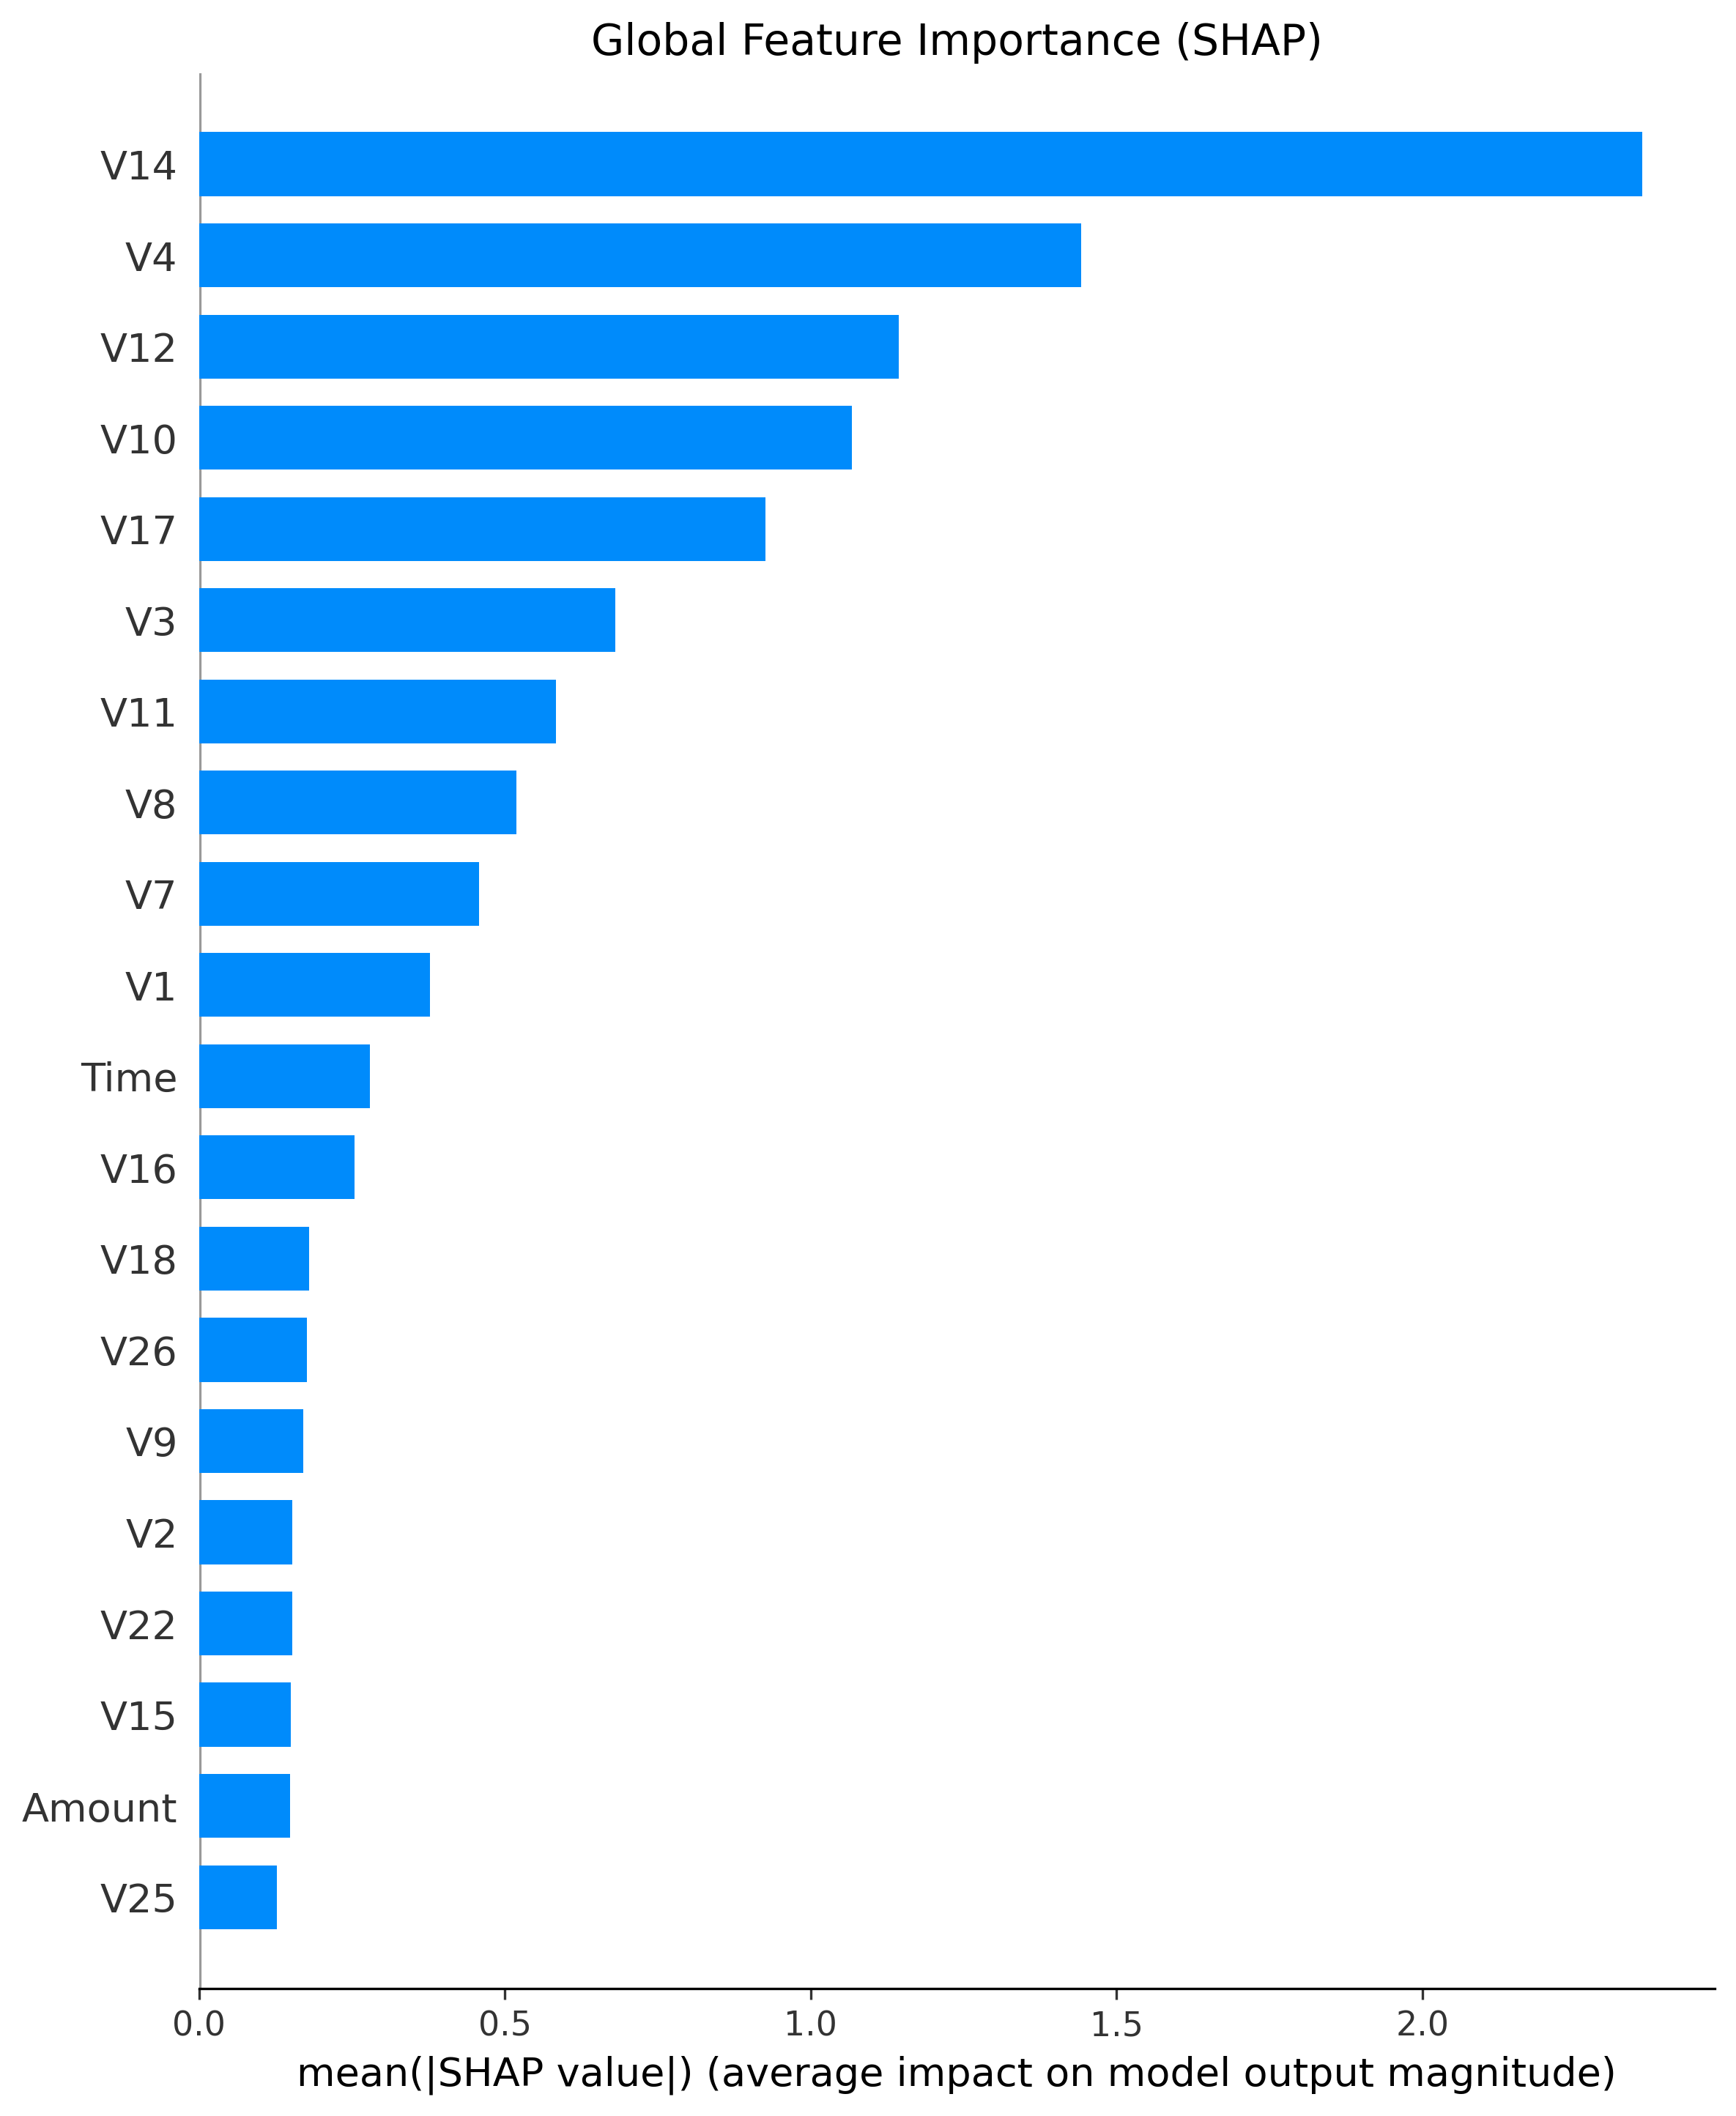 Global Feature Importance (SHAP)
V14
V4
V12
V10
V17
V3
V11
V8
V7
V1
Time
V16
V18
V26
V9
V2
V22
V15
Amount
V25
0.0 0.5 1.0 1.5 2.0
mean(|SHAP value|) (average impact on model output magnitude)